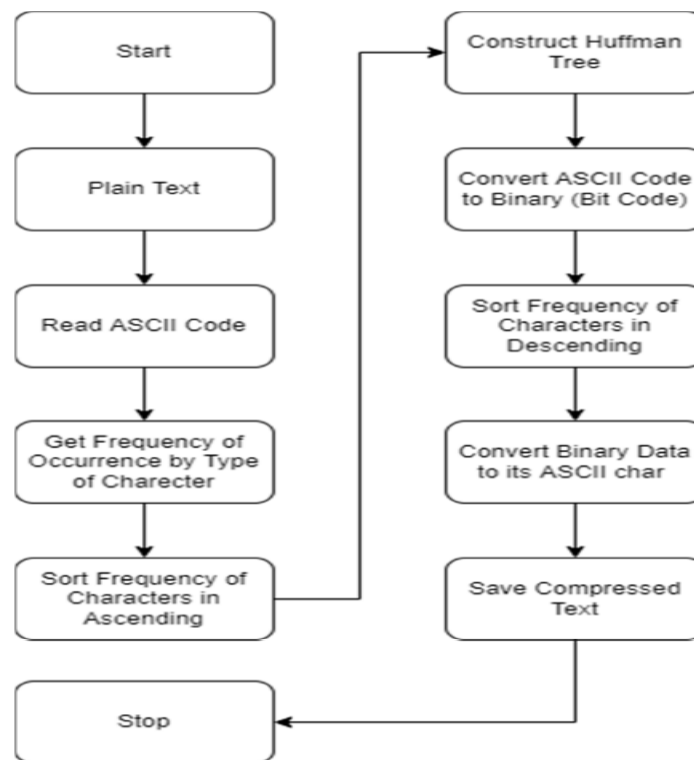 Start
Plain Text
Read ASCII Code
Get Frequency of
Occurrence by Type
of Charecter
Sort Frequency of
Characters in
Ascending
Construct Huffman
Tree
Convert ASCII Code
to Binary (Bit Code)
Sort Frequency of
Characters in
Descending
Convert Binary Data
to its ASCII char
Save Compressed
Text
Stop